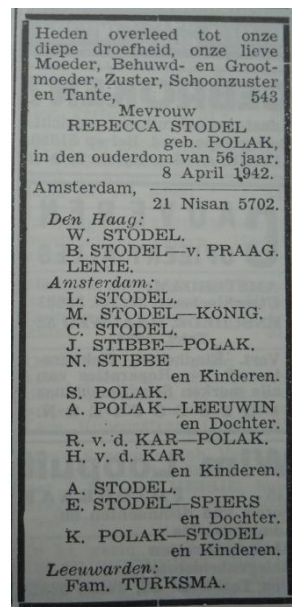 Heden overleed tot onze
diepe droefheid, onze lieve
Moeder, Behuwd- en Groot-
moeder, Zuster, Schoonzuster
en Tante, 543
Mevrouw
REBECCA STODEL
geb. POLAK,
in den ouderdom van 56 jaar.
8 April 1942.
Amsterdam,
21 Nisan 5702.
Den Haag:
W. STODEL.
B. STODEL—v. PRAAG.
LENIE.
Amsterdam:
L. STODEL.
M. STODEL—KÖNIG.
C. STODEL.
J. STIBBE—POLAK.
N. STIBBE
en Kinderen.
S. POLAK.
A. POLAK—LEEUWIN
en Dochter.
R. v. d. KAR—POLAK.
H. v. d. KAR
en Kinderen.
A. STODEL.
E. STODEL—SPIERS
en Dochter.
K. POLAK—STODEL
en Kinderen.
Leeuwarden:
Fam. TURKSMA.